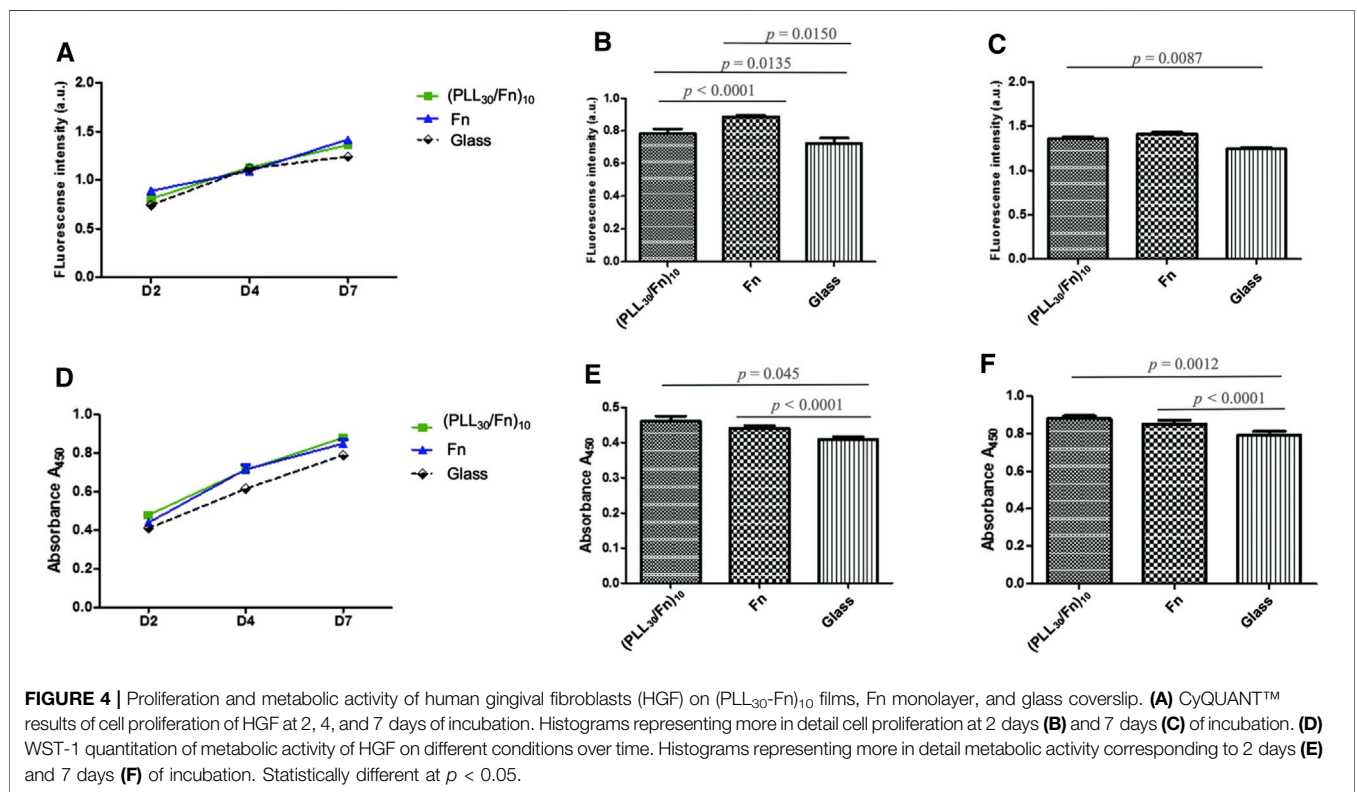 A
FLuorescense intensity (a.u.)
2.0
1.5
1.0
0.5
0.0
D2 D4 D7
(PLL30/Fn)10
Fn
Glass
B
p = 0.0150
p = 0.0135
p < 0.0001
FLuorescense intensity (a.u.)
1.0
0.8
0.6
0.4
0.2
0.0
(PLL30/Fn)10
Fn
Glass
C
p = 0.0087
FLuorescense intensity (a.u.)
2.0
1.5
1.0
0.5
0.0
(PLL30/Fn)10
Fn
Glass
D
Absorbance A450
1.0
0.8
0.6
0.4
0.2
0.0
D2 D4 D7
(PLL30/Fn)10
Fn
Glass
E
p = 0.045
p < 0.0001
Absorbance A450
0.5
0.4
0.3
0.2
0.1
0.0
(PLL30/Fn)10
Fn
Glass
F
p = 0.0012
p < 0.0001
Absorbance A450
1.0
0.8
0.6
0.4
0.2
0.0
(PLL30/Fn)10
Fn
Glass
FIGURE 4 | Proliferation and metabolic activity of human gingival fibroblasts (HGF) on (PLL30-Fn)10 films, Fn monolayer, and glass coverslip. (A) CyQUANT™
results of cell proliferation of HGF at 2, 4, and 7 days of incubation. Histograms representing more in detail cell proliferation at 2 days (B) and 7 days (C) of incubation. (D)
WST-1 quantitation of metabolic activity of HGF on different conditions over time. Histograms representing more in detail metabolic activity corresponding to 2 days (E)
and 7 days (F) of incubation. Statistically different at p < 0.05.